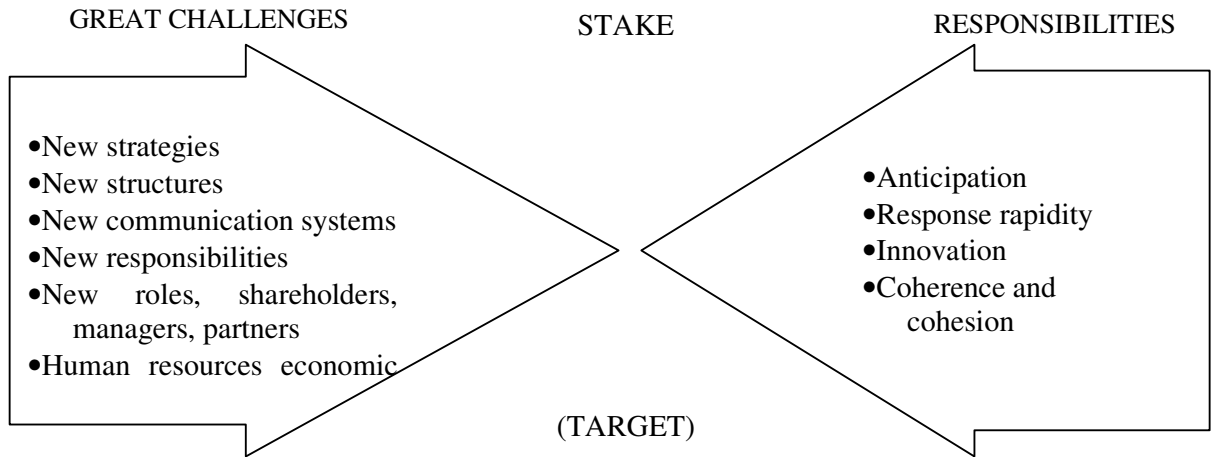 GREAT CHALLENGES
STAKE
RESPONSIBILITIES
•New strategies
•New structures
•New communication systems
•New responsibilities
•New roles, shareholders,
managers, partners
•Human resources economic
•Anticipation
•Response rapidity
•Innovation
•Coherence and
cohesion
(TARGET)